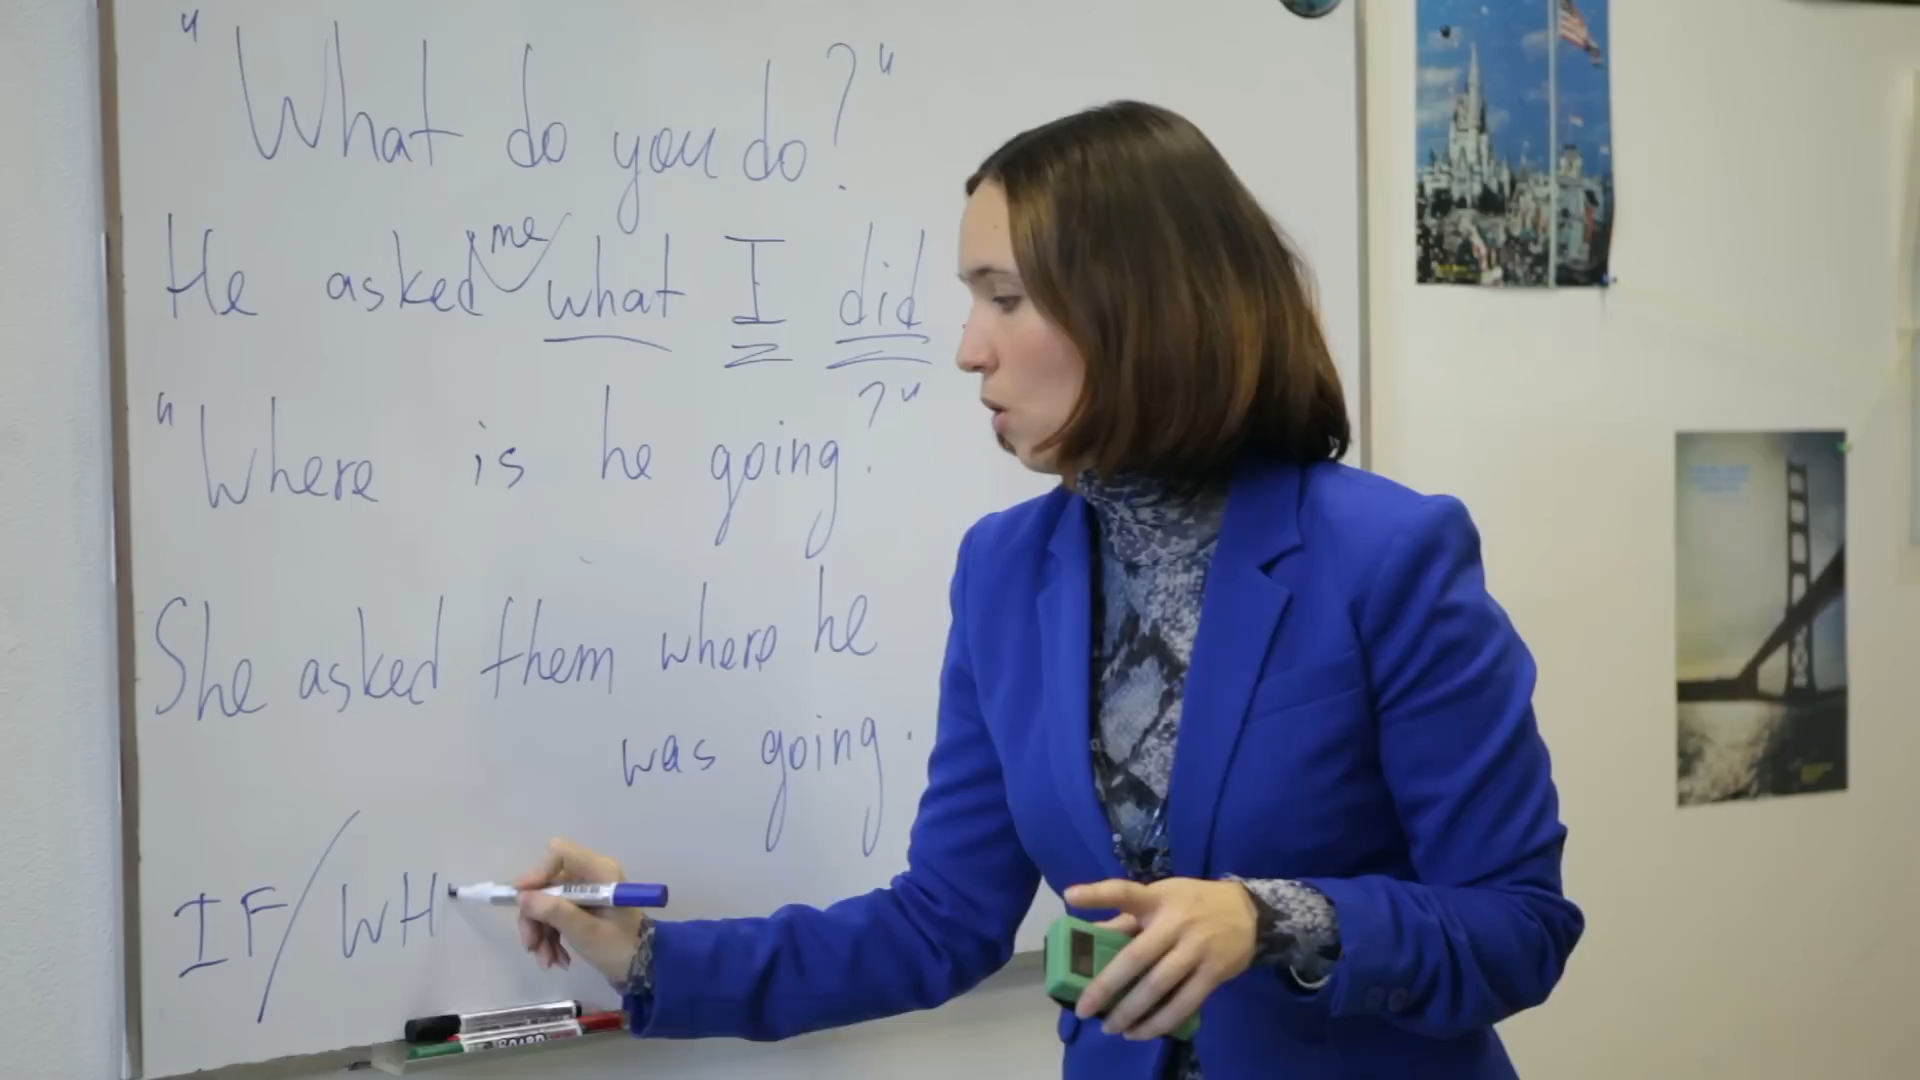 "What do you do?"
He asked me what I did
"Where is he going?"
She asked them where he
was going.
IF/WH
BOARD